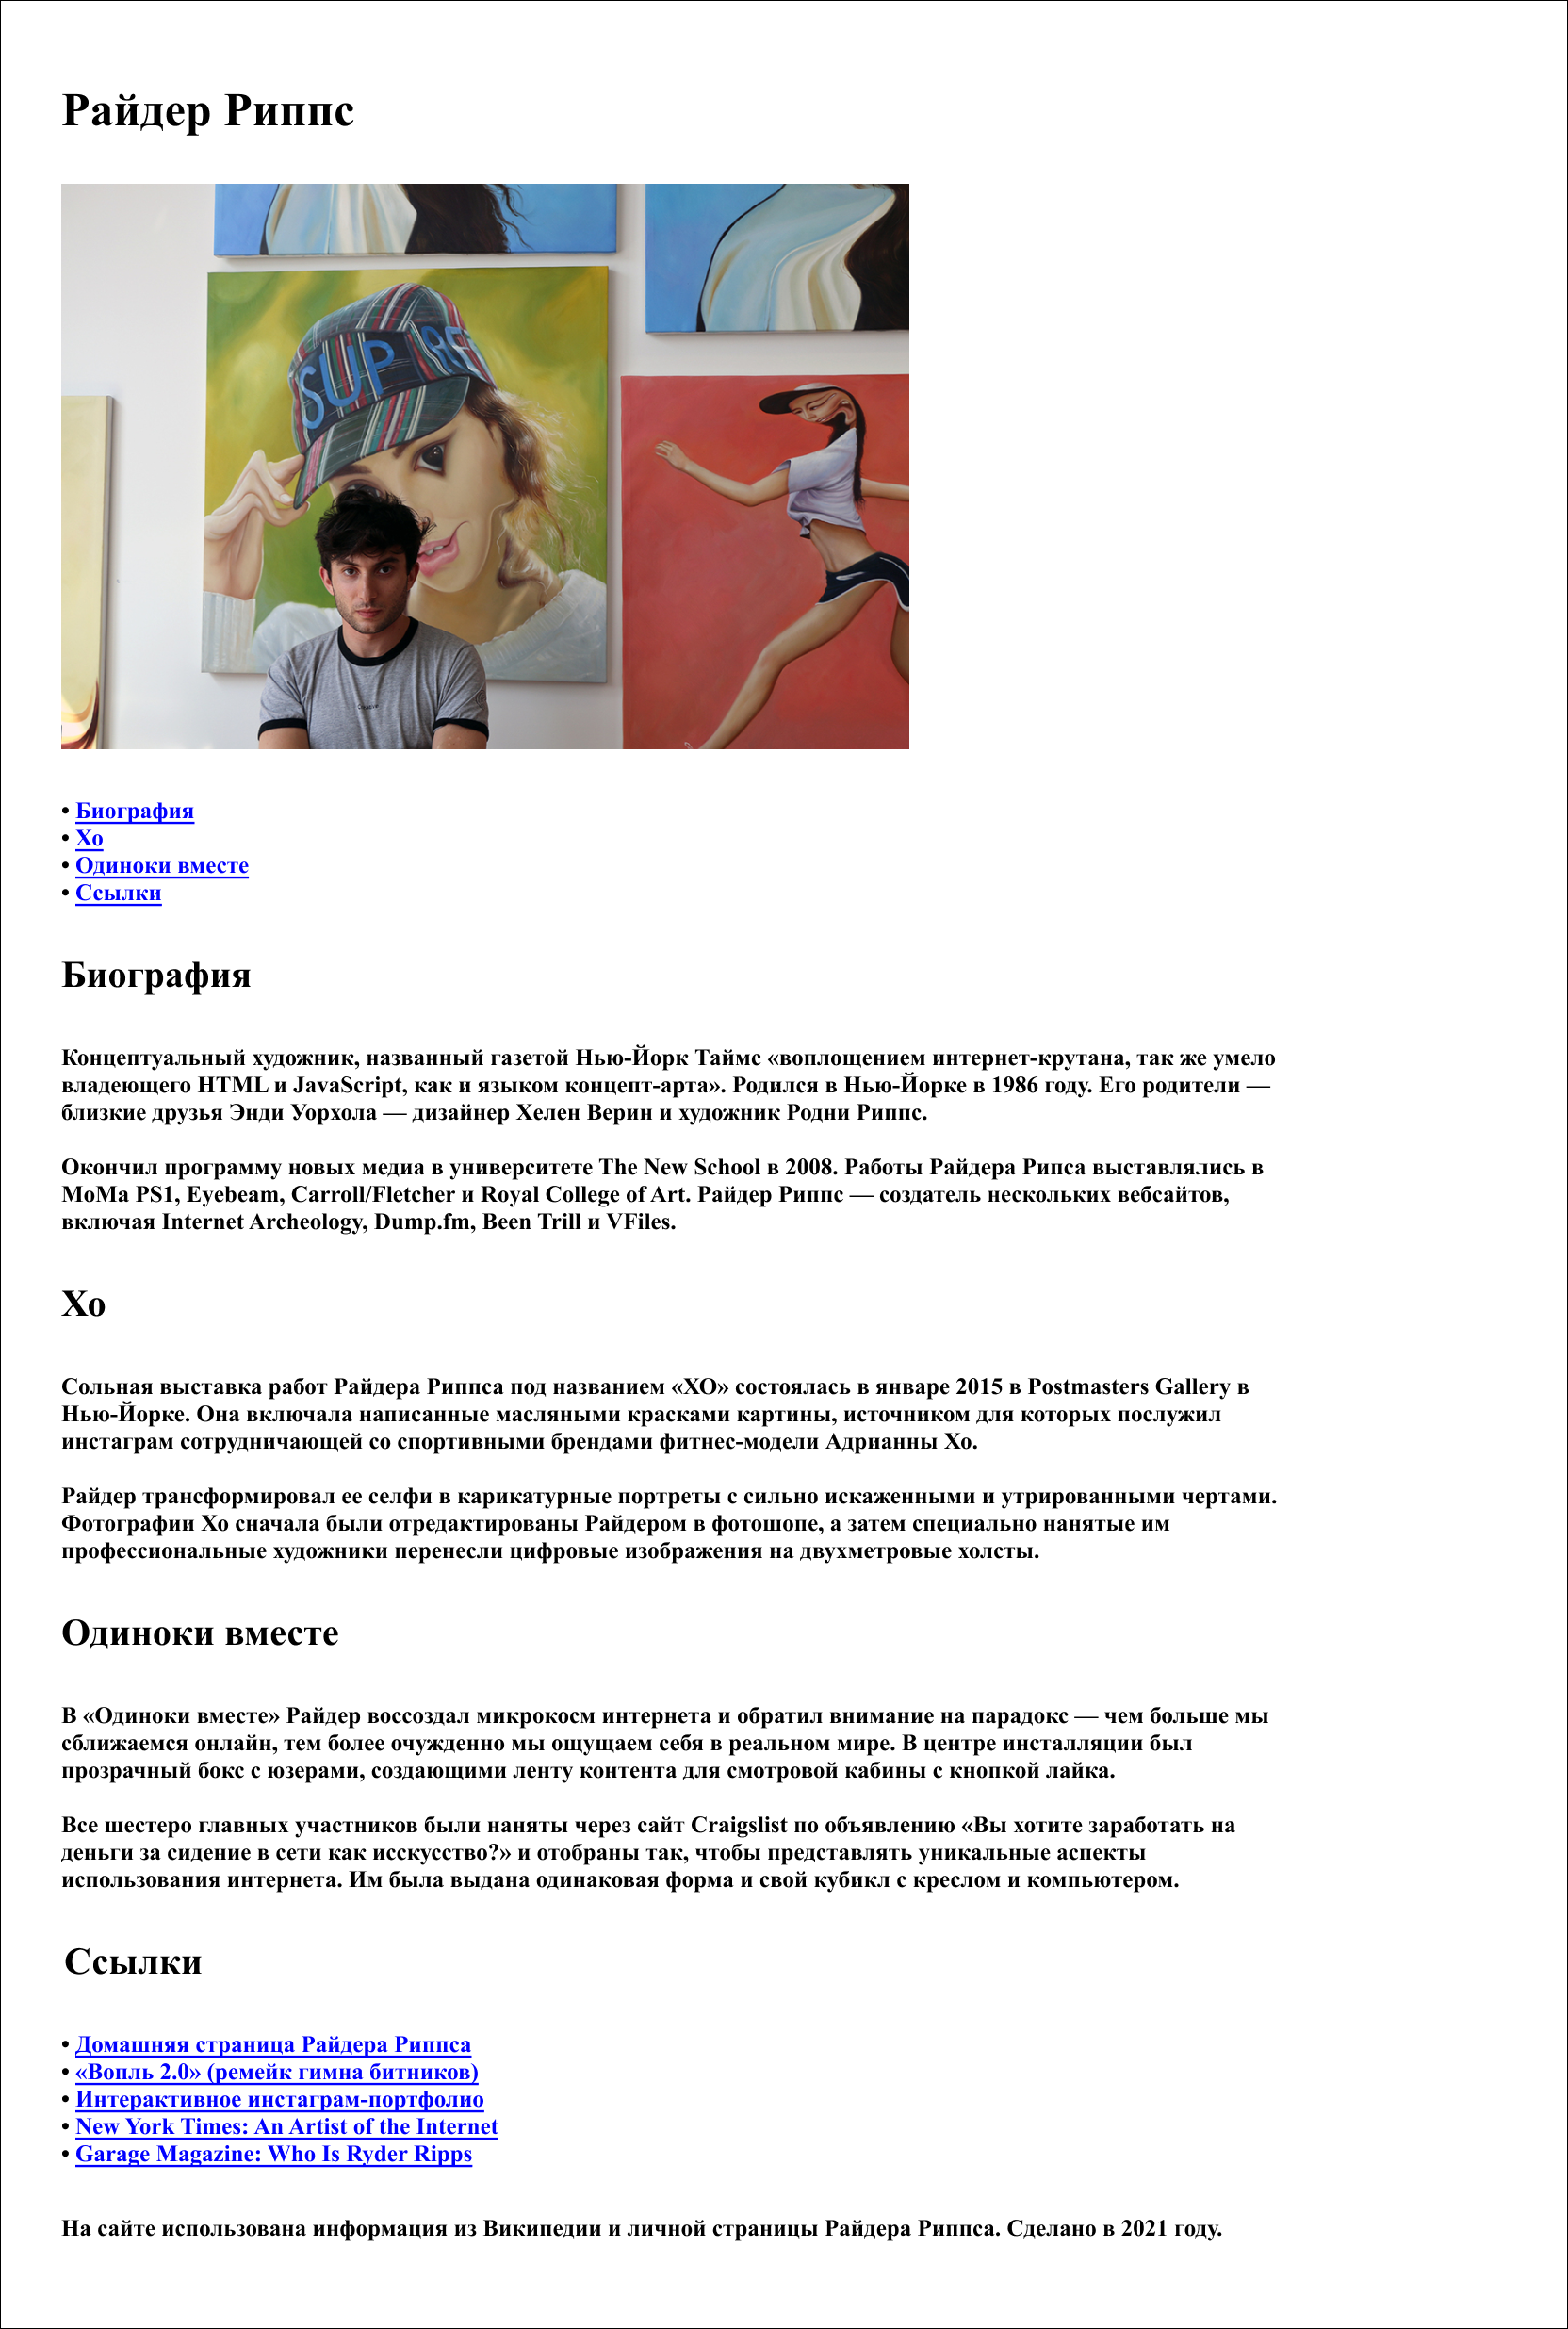 Райдер Риппс
SUP
• Биография
• Хо
• Одиноки вместе
• Ссылки
Биография
Концептуальный художник, названный газетой Нью-Йорк Таймс «воплощением интернет-крутана, так же умело
владеющего HTML и JavaScript, как и языком концепт-арта». Родился в Нью-Йорке в 1986 году. Его родители —
близкие друзья Энди Уорхола — дизайнер Хелен Верин и художник Родни Риппс.
Окончил программу новых медиа в университете The New School в 2008. Работы Райдера Рипса выставлялись в
MoMa PS1, Eyebeam, Carroll/Fletcher и Royal College of Art. Райдер Риппс — создатель нескольких вебсайтов,
включая Internet Archeology, Dump.fm, Been Trill и VFiles.
Хо
Сольная выставка работ Райдера Риппса под названием «ХО» состоялась в январе 2015 в Postmasters Gallery в
Нью-Йорке. Она включала написанные масляными красками картины, источником для которых послужил
инстаграм сотрудничающей со спортивными брендами фитнес-модели Адрианны Хо.
Райдер трансформировал ее селфи в карикатурные портреты с сильно искаженными и утрированными чертами.
Фотографии Хо сначала были отредактированы Райдером в фотошопе, а затем специально нанятые им
профессиональные художники перенесли цифровые изображения на двухметровые холсты.
Одиноки вместе
В «Одиноки вместе» Райдер воссоздал микрокосм интернета и обратил внимание на парадокс — чем больше мы
сближаемся онлайн, тем более очужденно мы ощущаем себя в реальном мире. В центре инсталляции был
прозрачный бокс с юзерами, создающими ленту контента для смотровой кабины с кнопкой лайка.
Все шестеро главных участников были наняты через сайт Craigslist по объявлению «Вы хотите заработать на
деньги за сидение в сети как исскусство?» и отобраны так, чтобы представлять уникальные аспекты
использования интернета. Им была выдана одинаковая форма и свой кубикл с креслом и компьютером.
Ссылки
• Домашняя страница Райдера Риппса
• «Вопль 2.0» (ремейк гимна битников)
• Интерактивное инстаграм-портфолио
• New York Times: An Artist of the Internet
• Garage Magazine: Who Is Ryder Ripps
На сайте использована информация из Википедии и личной страницы Райдера Риппса. Сделано в 2021 году.